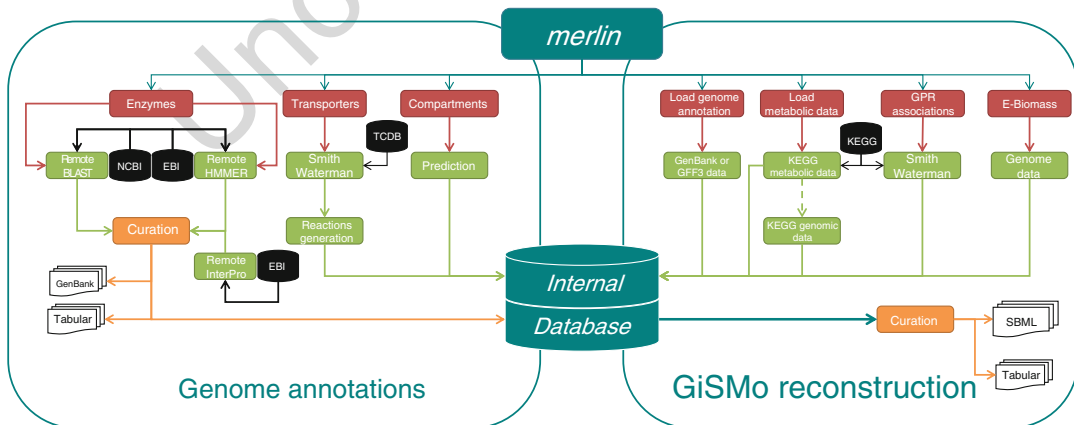 merlin
Enzymes
Transporters
Compartments
Load genome
annotation
Load
metabolic data
GPR
associations
E-Biomass
TCDB
KEGG
Remote
BLAST
NCBI
EBI
Remote
HMMER
Smith
Waterman
Prediction
GenBank or
GFF3 data
KEGG
metabolic data
Smith
Waterman
Genome
data
Curation
Reactions
generation
KEGG genomic
data
Remote
InterPro
EBI
GenBank
Tabular
Internal
Database
Curation
SBML
Tabular
Genome annotations
GiSMo reconstruction